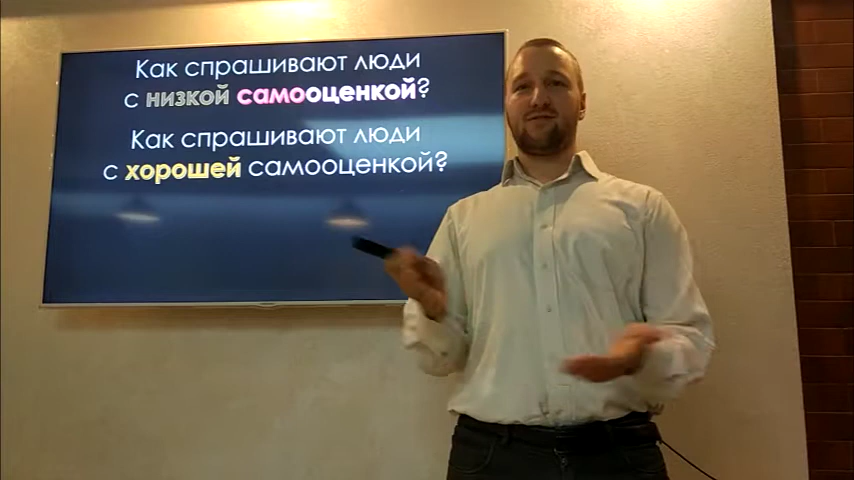 Как спрашивают люди
с низкой самооценкой?
Как спрашивают люди
с хорошей самооценкой?